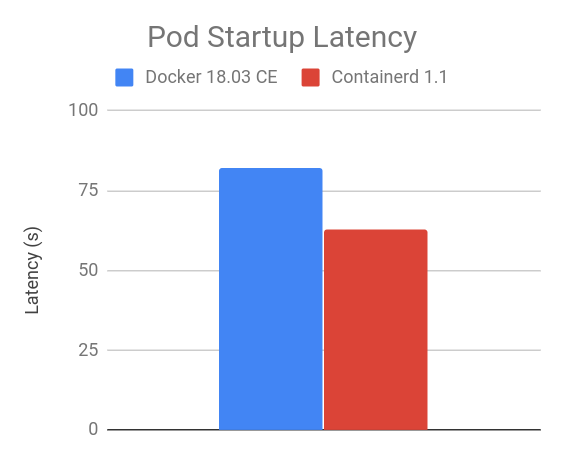 Pod Startup Latency
Docker 18.03 CE
Containerd 1.1
100
75
50
25
0
Latency (s)